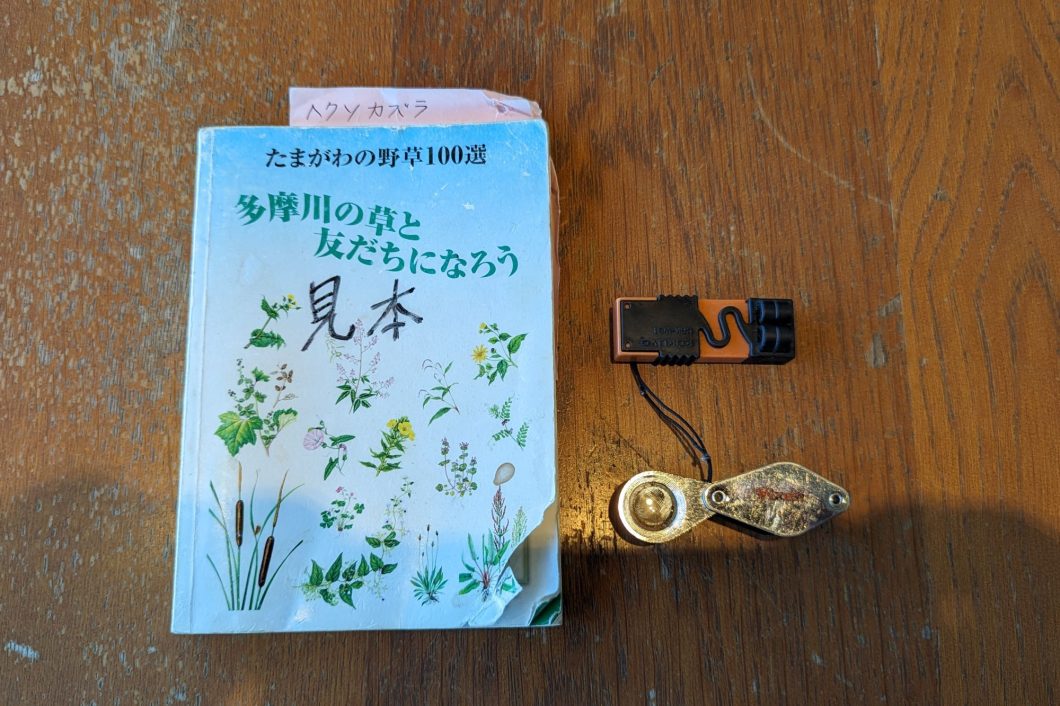 ヘクソカズラ
たまがわの野草100選
多摩川の草と
友だちになろう
見本